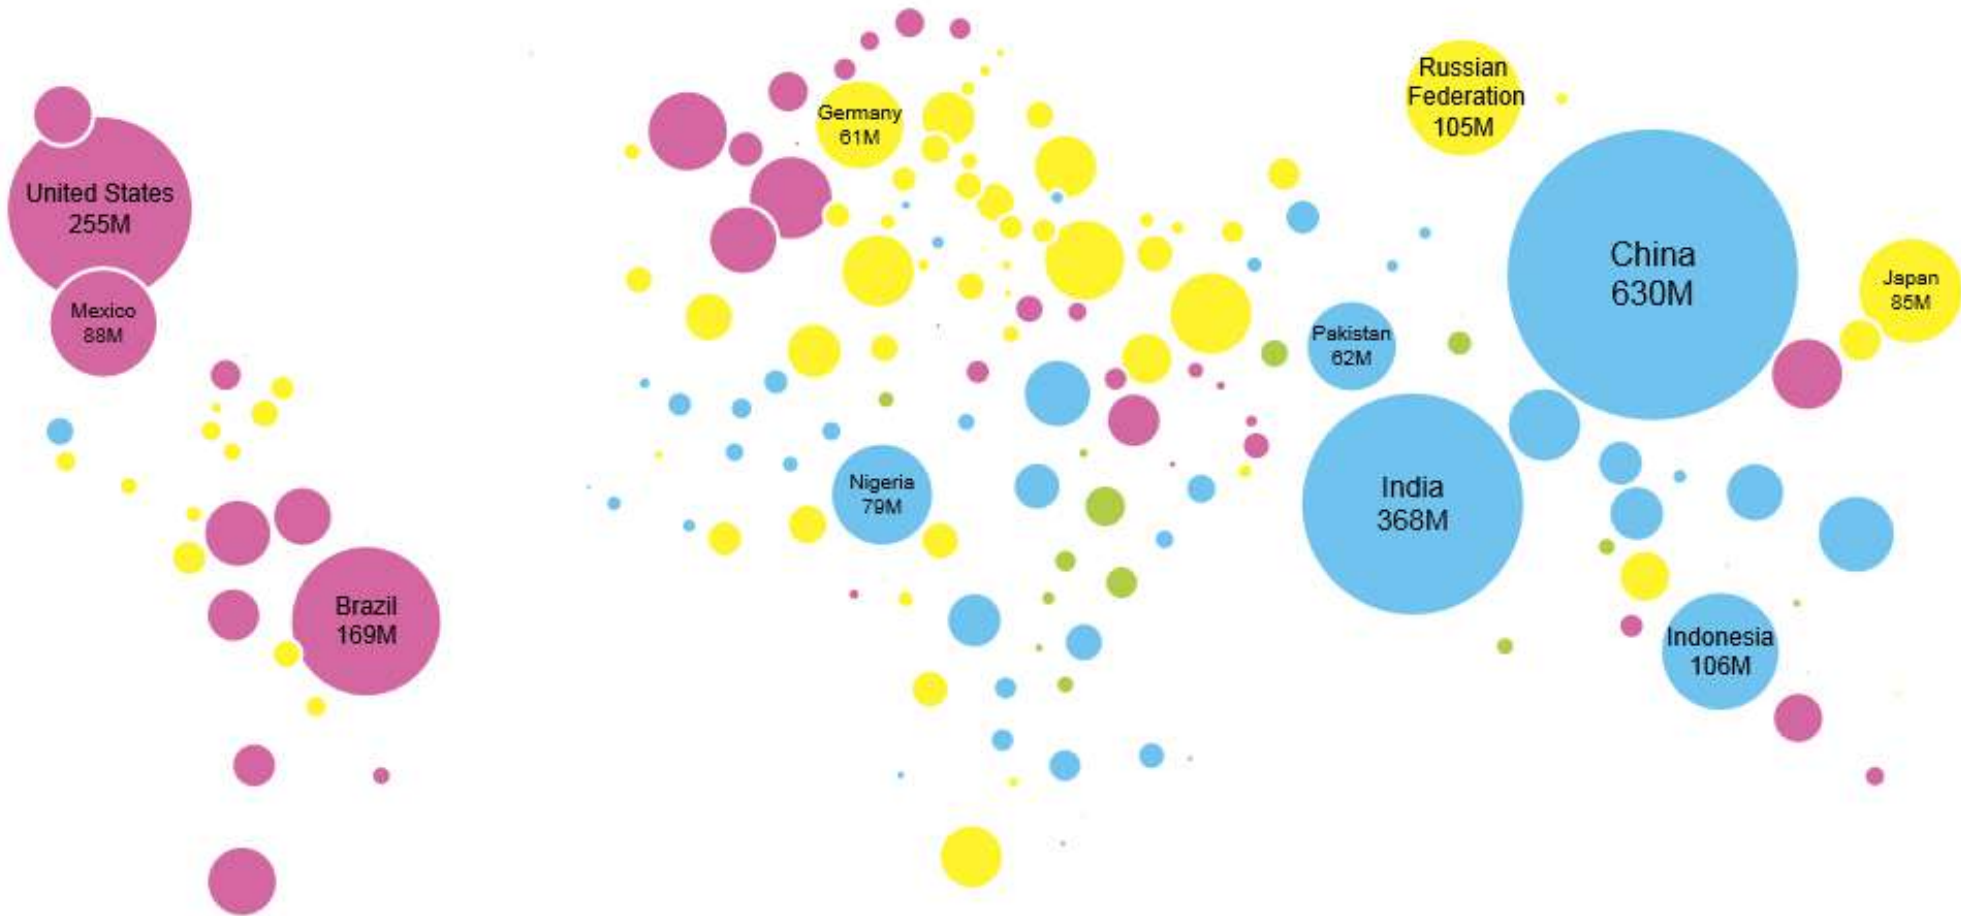 Russian
Federation
105M
Germany
61M
United States
255M
China
630M
Mexico
88M
Japan
85M
Pakistan
62M
Nigeria
79M
India
368M
Brazil
169M
Indonesia
106M